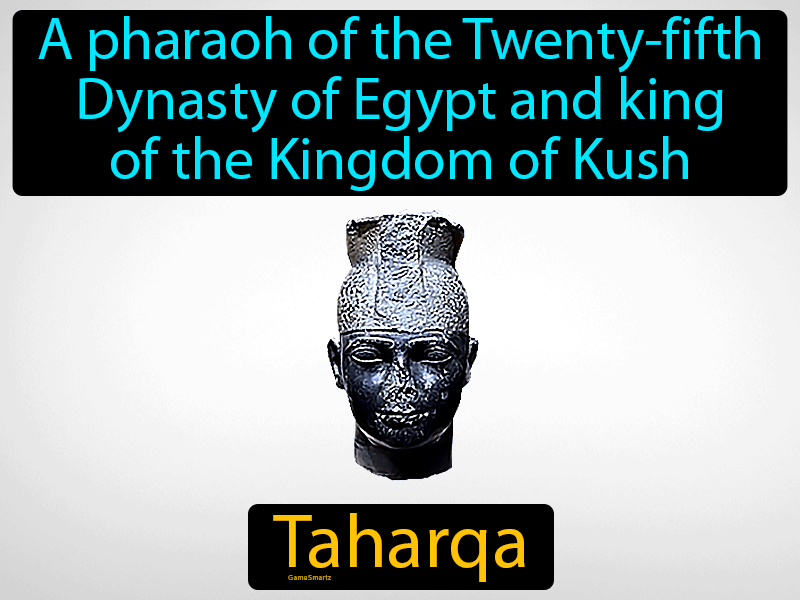 A pharaoh of the Twenty-fifth
Dynasty of Egypt and king
of the Kingdom of Kush
Taharqa
GameSmartz